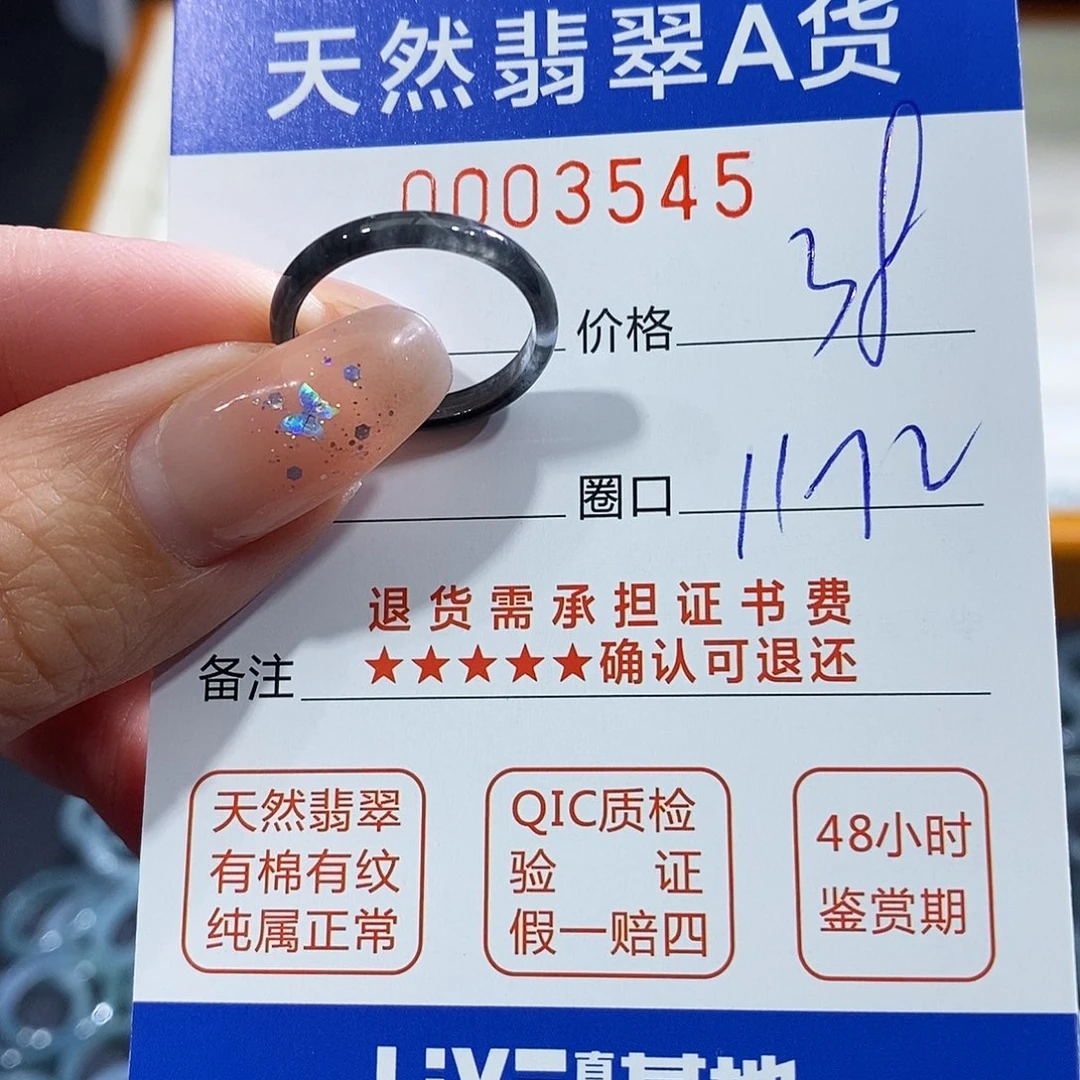 天然翡翠A货
0003545
价格 38
圈口
退货需承担证书费
备注 ★★★★★确认可退还
天然翡翠
有棉有纹
纯属正常
QIC质检
验 证
假一赔四
48小时
鉴赏期